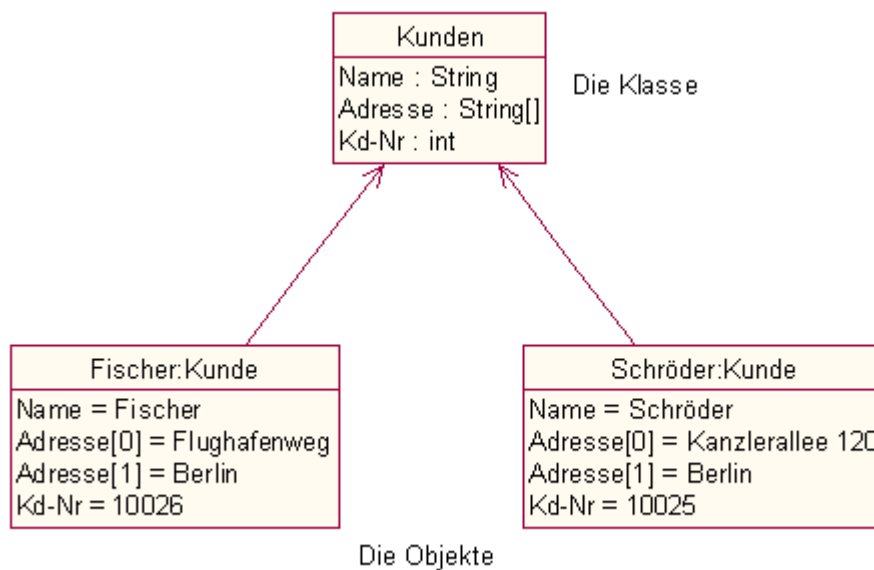 Kunden
Name : String
Adresse : String[]
Kd-Nr : int
Die Klasse
Fischer:Kunde
Name = Fischer
Adresse[0] = Flughafenweg
Adresse[1] = Berlin
Kd-Nr = 10026
Schröder:Kunde
Name = Schröder
Adresse[0] = Kanzlerallee 120
Adresse[1] = Berlin
Kd-Nr = 10025
Die Objekte